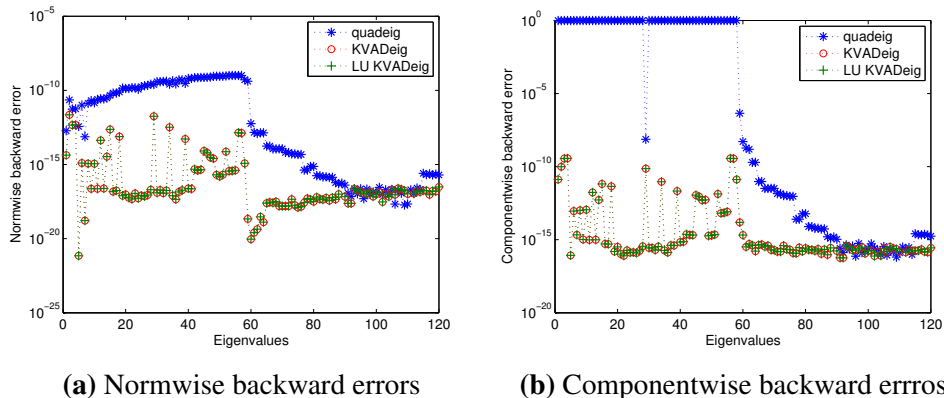 10^-5
10^-10
10^-15
10^-20
10^-25
Normwise backward error
0 20 40 60 80 100 120
Eigenvalues
quadeig
KVADeig
LU KVADeig
(a) Normwise backward errors
10^0
10^-5
10^-10
10^-15
10^-20
Componentwise backward error
0 20 40 60 80 100 120
Eigenvalues
quadeig
KVADeig
LU KVADeig
(b) Componentwise backward errros